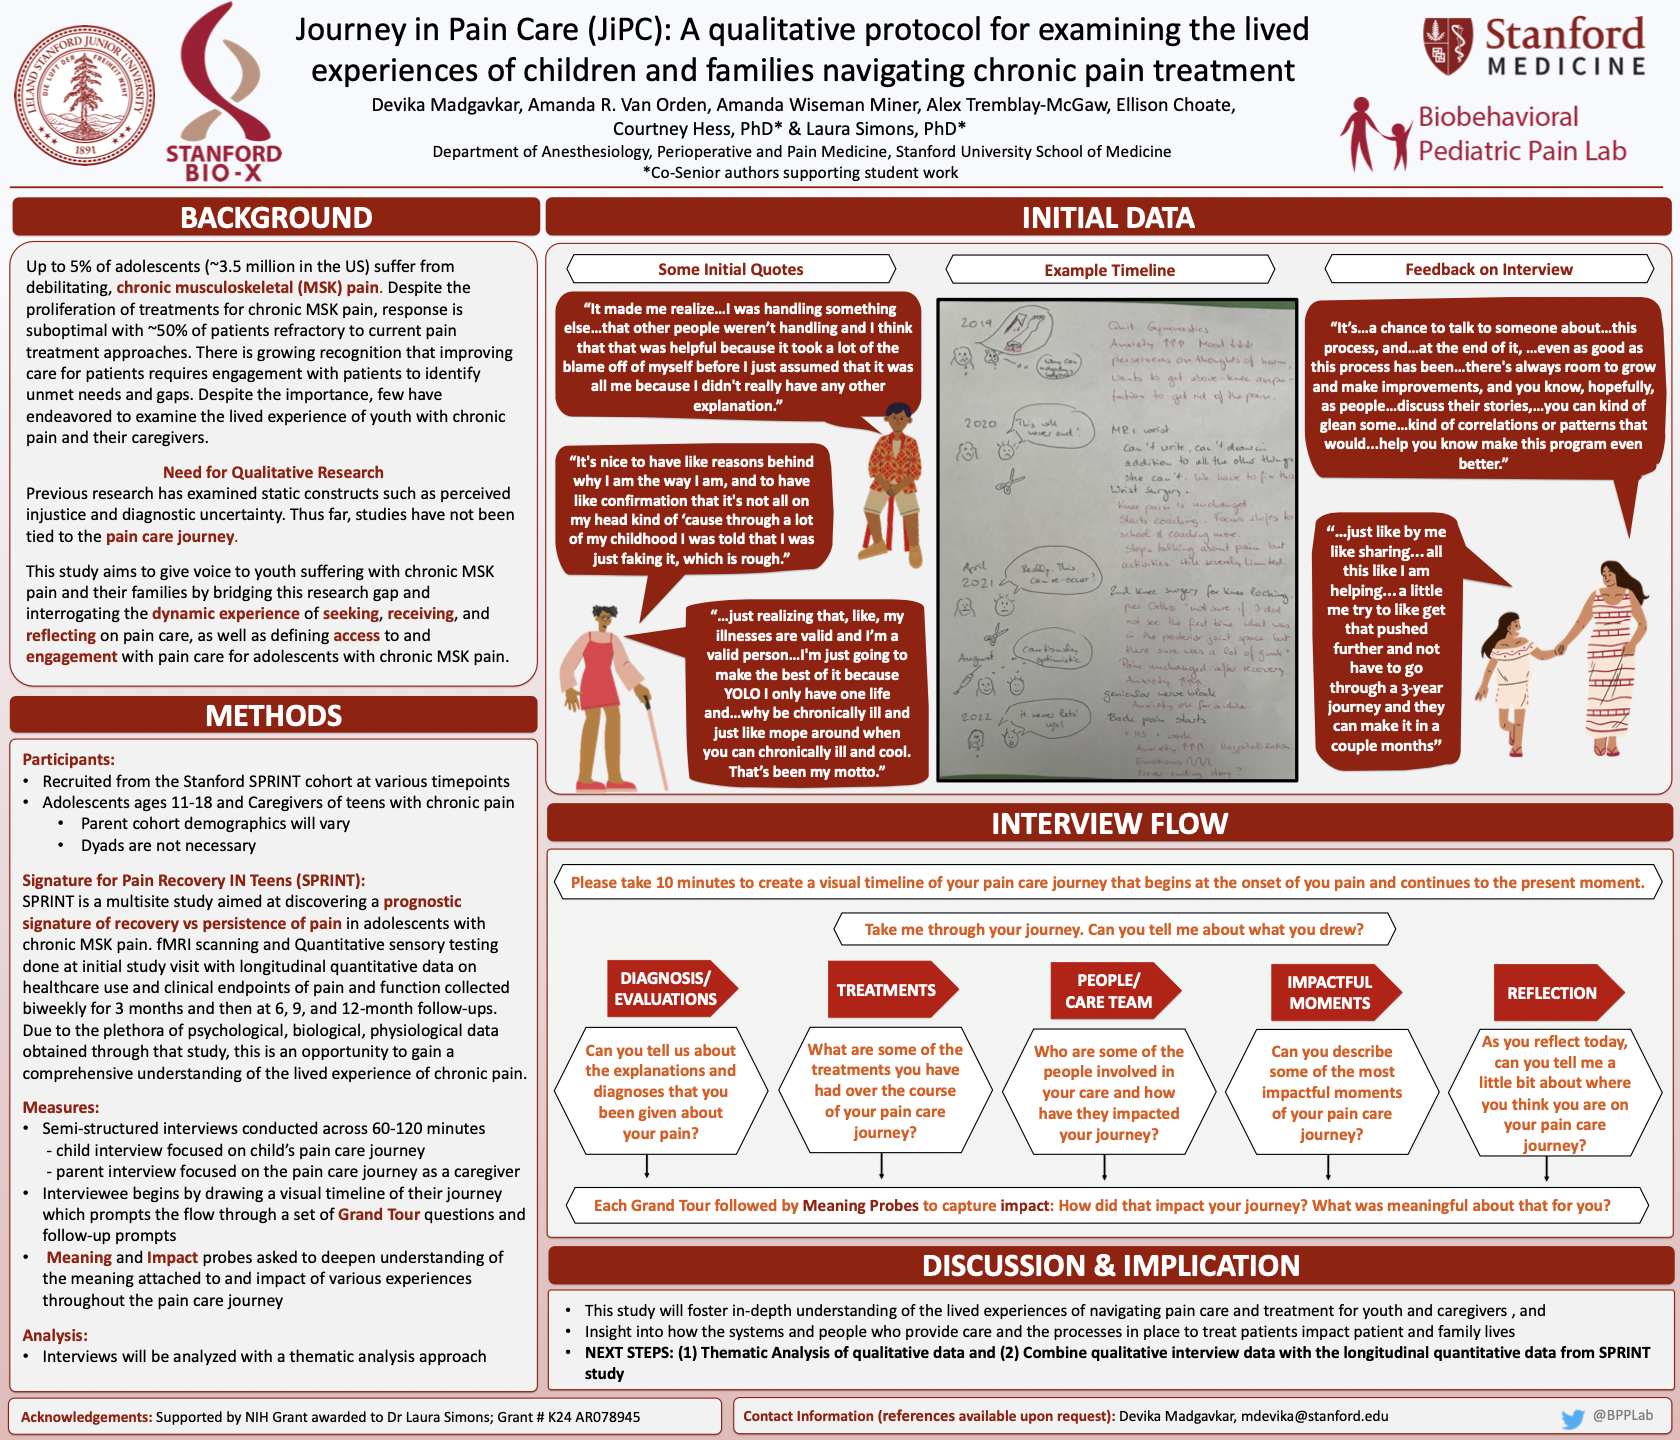 LELAND STANFORD JUNIOR UNIVERSITY
DIE LUFT DER FREIHEIT WEHT
1891
STANFORD
BIO-X
Journey in Pain Care (JiPC): A qualitative protocol for examining the lived
experiences of children and families navigating chronic pain treatment
Devika Madgavkar, Amanda R. Van Orden, Amanda Wiseman Miner, Alex Tremblay-McGaw, Ellison Choate,
Courtney Hess, PhD* & Laura Simons, PhD*
Department of Anesthesiology, Perioperative and Pain Medicine, Stanford University School of Medicine
*Co-Senior authors supporting student work
Stanford
MEDICINE
Biobehavioral
Pediatric Pain Lab
BACKGROUND
Up to 5% of adolescents (~3.5 million in the US) suffer from
debilitating, chronic musculoskeletal (MSK) pain. Despite the
proliferation of treatments for chronic MSK pain, response is
suboptimal with ~50% of patients refractory to current pain
treatment approaches. There is growing recognition that improving
care for patients requires engagement with patients to identify
unmet needs and gaps. Despite the importance, few have
endeavored to examine the lived experience of youth with chronic
pain and their caregivers.
Need for Qualitative Research
Previous research has examined static constructs such as perceived
injustice and diagnostic uncertainty. Thus far, studies have not been
tied to the pain care journey.
This study aims to give voice to youth suffering with chronic MSK
pain and their families by bridging this research gap and
interrogating the dynamic experience of seeking, receiving, and
reflecting on pain care, as well as defining access to and
engagement with pain care for adolescents with chronic MSK pain.
METHODS
Participants:
• Recruited from the Stanford SPRINT cohort at various timepoints
• Adolescents ages 11-18 and Caregivers of teens with chronic pain
• Parent cohort demographics will vary
• Dyads are not necessary
Signature for Pain Recovery IN Teens (SPRINT):
SPRINT is a multisite study aimed at discovering a prognostic
signature of recovery vs persistence of pain in adolescents with
chronic MSK pain. fMRI scanning and Quantitative sensory testing
done at initial study visit with longitudinal quantitative data on
healthcare use and clinical endpoints of pain and function collected
biweekly for 3 months and then at 6, 9, and 12-month follow-ups.
Due to the plethora of psychological, biological, physiological data
obtained through that study, this is an opportunity to gain a
comprehensive understanding of the lived experience of chronic pain.
Measures:
• Semi-structured interviews conducted across 60-120 minutes
- child interview focused on child's pain care journey
- parent interview focused on the pain care journey as a caregiver
• Interviewee begins by drawing a visual timeline of their journey
which prompts the flow through a set of Grand Tour questions and
follow-up prompts
• Meaning and Impact probes asked to deepen understanding of
the meaning attached to and impact of various experiences
throughout the pain care journey
Analysis:
• Interviews will be analyzed with a thematic analysis approach
INITIAL DATA
Some Initial Quotes
"It made me realize...I was handling something
else...that other people weren't handling and I think
that that was helpful because it took a lot of the
blame off of myself before I just assumed that it was
all me because I didn't really have any other
explanation."
"It's nice to have like reasons behind
why I am the way I am, and to have
like confirmation that it's not all on
my head kind of 'cause through a lot
of my childhood I was told that I was
just faking it, which is rough."
"...just realizing that, like, my
illnesses are valid and I'm a
valid person...I'm just going to
make the best of it because
YOLO I only have one life
and...why be chronically ill and
just like mope around when
you can chronically ill and cool.
That's been my motto."
Example Timeline
2019
Quit Gymnastics
Anxiety ↑↑↑ Mood
perseverens on thoughts of
wants to get above-knee ampu-
tation to get rid of the pain.
2020
This will never end!
MRI wrist
can't write, can't draw in
addition to all the other things
she can't. We have to fix this
Wrist surgery.
Knee pain is unchanged.
Starts coaching. Focus shifts to
school & coaching more.
Stops talking about pain but
activities still severely limited.
April
2021
Really. This can re-occur?
2nd knee surgery for knee locking.
per Ortho "not sure if I did
not see the first time what was
in the posterior joint space but
there sure was a lot of gunk"
Pain unchanged after recovery.
Anxiety ↑↑↑
August
cautiously optimistic
genicular nerve block
Anxiety ok for awhile.
2022
it never lets up!
Back pain starts
+ HS + work
Anxiety ↑↑↑ Hospitalization
Emotions
Never-ending story?
Feedback on Interview
"It's...a chance to talk to someone about...this
process, and...at the end of it, ...even as good as
this process has been...there's always room to grow
and make improvements, and you know, hopefully,
as people...discuss their stories,...you can kind of
glean some...kind of correlations or patterns that
would...help you know make this program even
better."
"...just like by me
like sharing...all
this like I am
helping...a little
me try to like get
that pushed
further and not
have to go
through a 3-year
journey and they
can make it in a
couple months"
INTERVIEW FLOW
Please take 10 minutes to create a visual timeline of your pain care journey that begins at the onset of you pain and continues to the present moment.
Take me through your journey. Can you tell me about what you drew?
DIAGNOSIS/
EVALUATIONS
Can you tell us about
the explanations and
diagnoses that you
been given about
your pain?
TREATMENTS
What are some of the
treatments you have
had over the course
of your pain care
journey?
PEOPLE/
CARE TEAM
Who are some of the
people involved in
your care and how
have they impacted
your journey?
IMPACTFUL
MOMENTS
Can you describe
some of the most
impactful moments
of your pain care
journey?
REFLECTION
As you reflect today,
can you tell me a
little bit about where
you think you are on
your pain care
journey?
Each Grand Tour followed by Meaning Probes to capture impact: How did that impact your journey? What was meaningful about that for you?
DISCUSSION & IMPLICATION
• This study will foster in-depth understanding of the lived experiences of navigating pain care and treatment for youth and caregivers , and
• Insight into how the systems and people who provide care and the processes in place to treat patients impact patient and family lives
• NEXT STEPS: (1) Thematic Analysis of qualitative data and (2) Combine qualitative interview data with the longitudinal quantitative data from SPRINT
study
Acknowledgements: Supported by NIH Grant awarded to Dr Laura Simons; Grant # K24 AR078945
Contact Information (references available upon request): Devika Madgavkar, mdevika@stanford.edu
@BPPLab